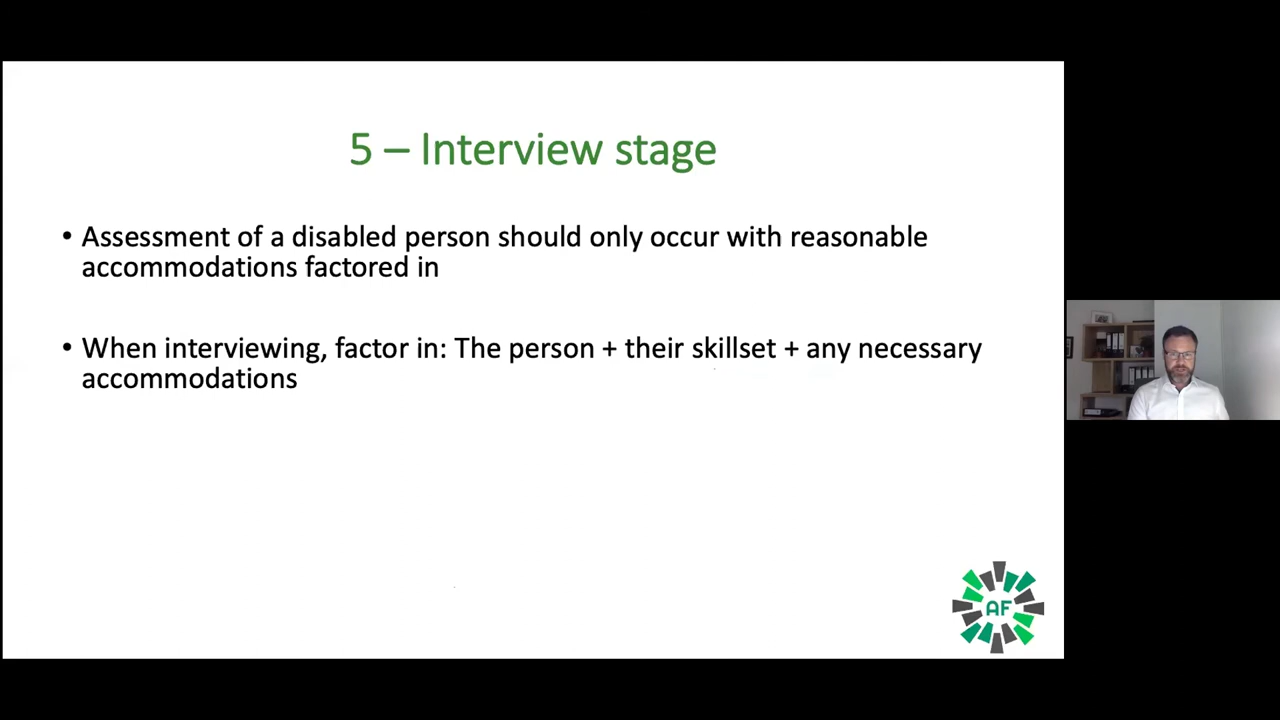 5 – Interview stage
• Assessment of a disabled person should only occur with reasonable
accommodations factored in
• When interviewing, factor in: The person + their skillset + any necessary
accommodations
AF